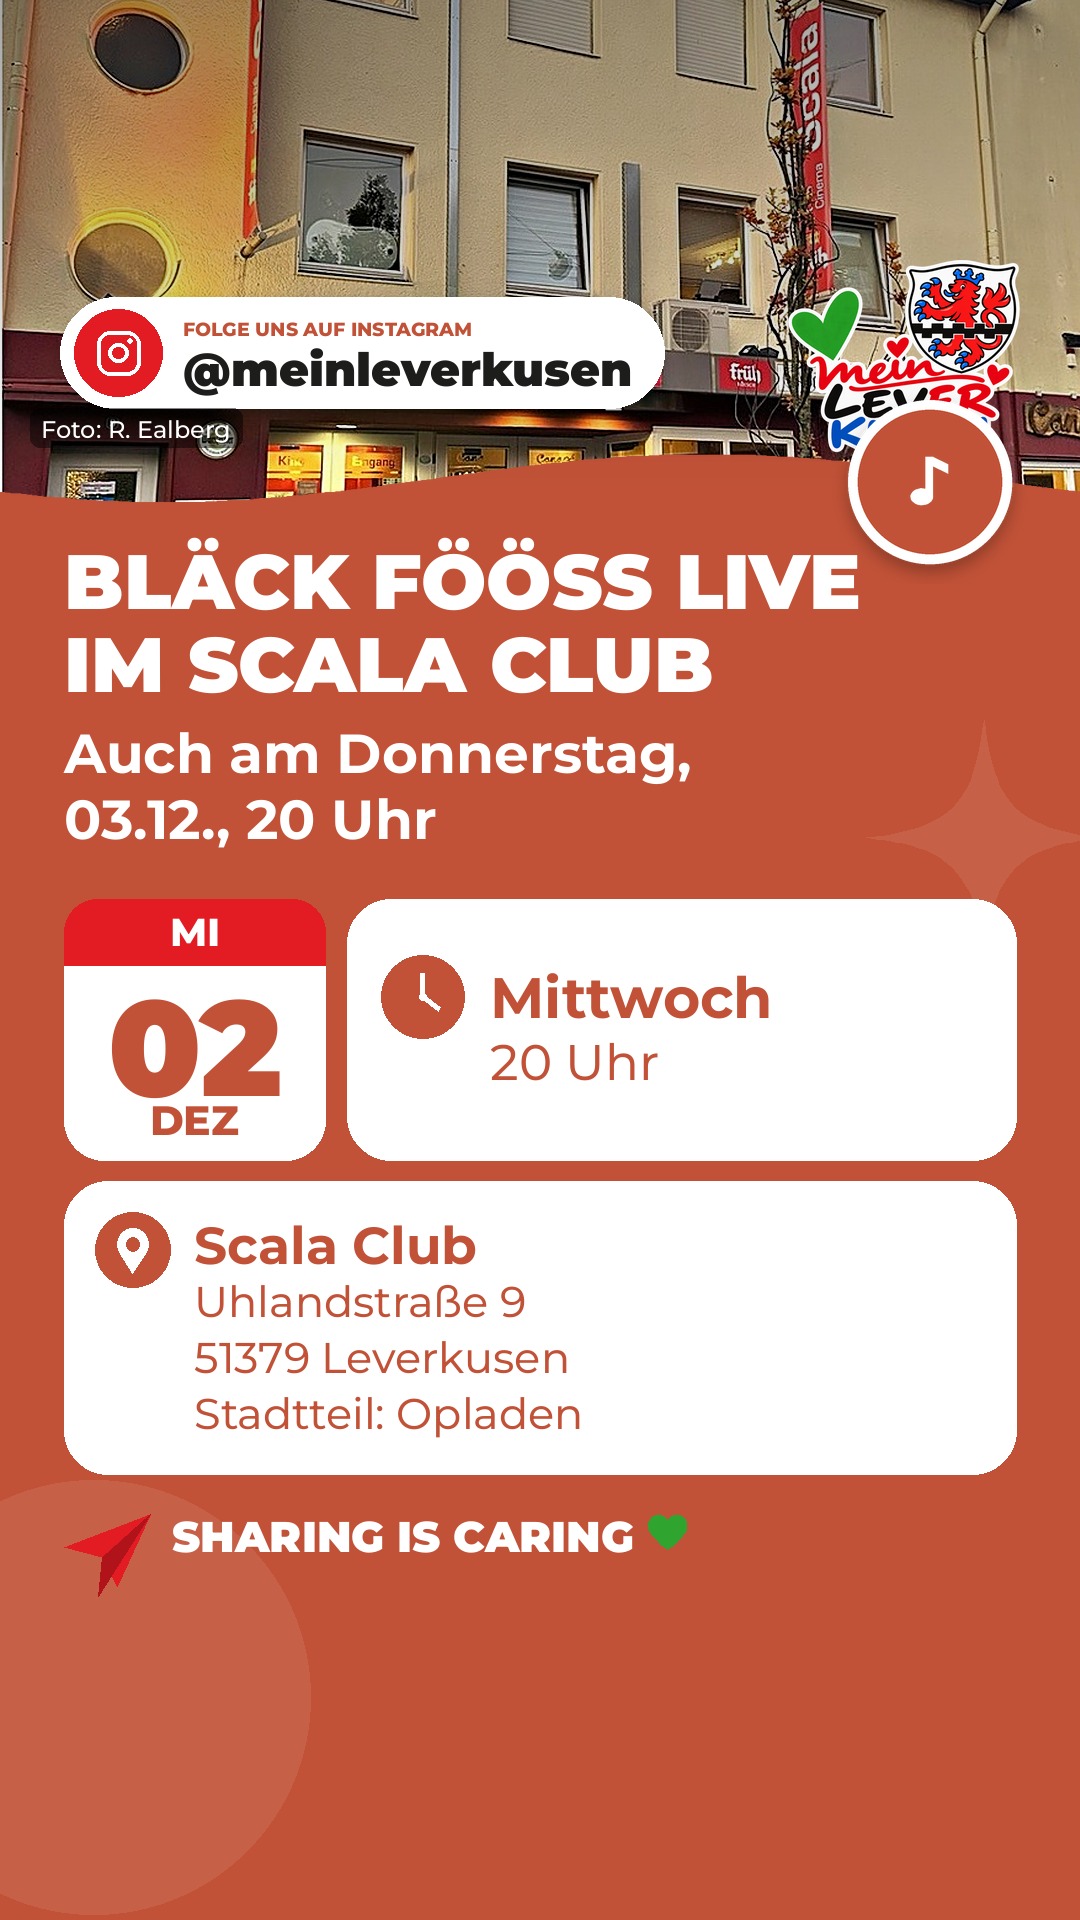 Scala
Cinema
FOLGE UNS AUF INSTAGRAM
@meinleverkusen
früh
mein
LEVER
Foto: R. Ealberg
Eingang
BLÄCK FÖÖSS LIVE
IM SCALA CLUB
Auch am Donnerstag,
03.12., 20 Uhr
MI
02
DEZ
Mittwoch
20 Uhr
Scala Club
Uhlandstraße 9
51379 Leverkusen
Stadtteil: Opladen
SHARING IS CARING